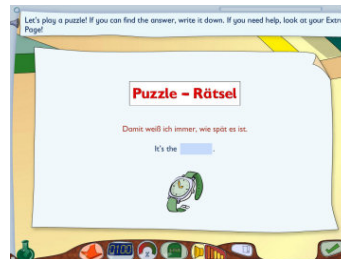 Let's play a puzzle! If you can find the answer, write it down. If you need help, look at your Extra
Page!
Puzzle – Rätsel
Damit weiß ich immer, wie spät es ist.
It's the .